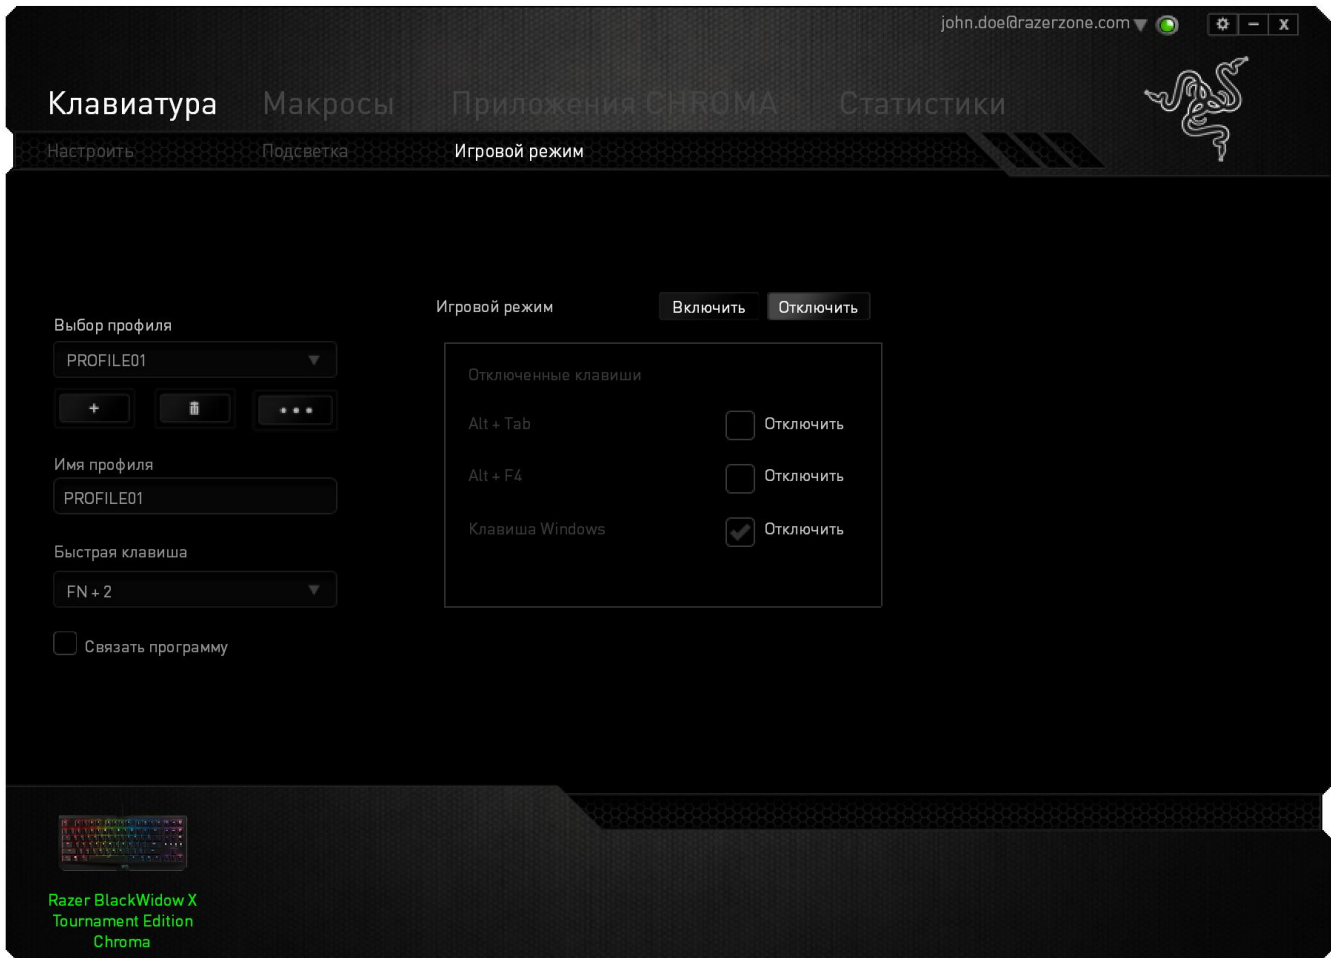 john.doe@razerzone.com
Клавиатура Макросы Приложения CHROMA Статистики
Настроить Подсветка Игровой режим
Игровой режим Включить Отключить
Выбор профиля
PROFILE01
Имя профиля
PROFILE01
Быстрая клавиша
FN + 2
Связать программу
Отключенные клавиши
Alt + Tab Отключить
Alt + F4 Отключить
Клавиша Windows Отключить
Razer BlackWidow X
Tournament Edition
Chroma